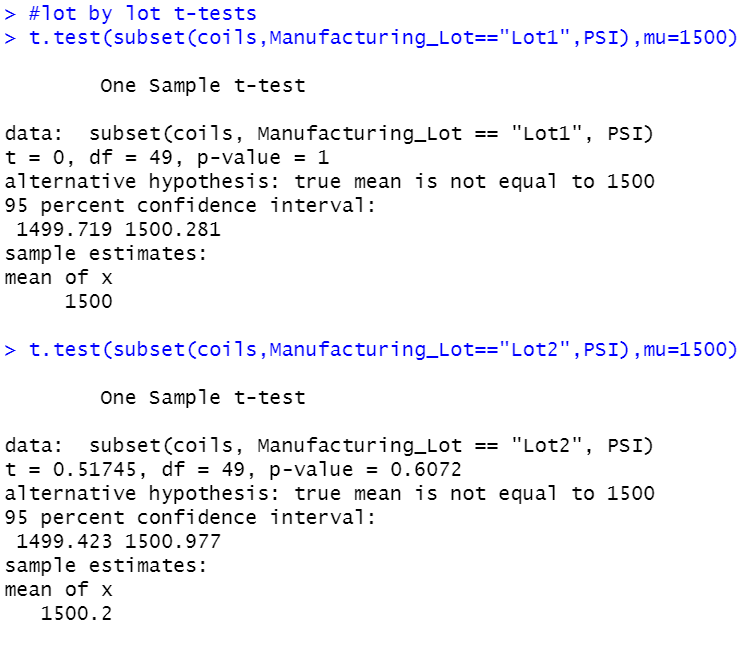 > #lot by lot t-tests
> t.test(subset(coils,Manufacturing_Lot=="Lot1",PSI),mu=1500)
One Sample t-test
data:  subset(coils, Manufacturing_Lot == "Lot1", PSI)
t = 0, df = 49, p-value = 1
alternative hypothesis: true mean is not equal to 1500
95 percent confidence interval:
1499.719 1500.281
sample estimates:
mean of x
1500
> t.test(subset(coils,Manufacturing_Lot=="Lot2",PSI),mu=1500)
One Sample t-test
data:  subset(coils, Manufacturing_Lot == "Lot2", PSI)
t = 0.51745, df = 49, p-value = 0.6072
alternative hypothesis: true mean is not equal to 1500
95 percent confidence interval:
1499.423 1500.977
sample estimates:
mean of x
1500.2